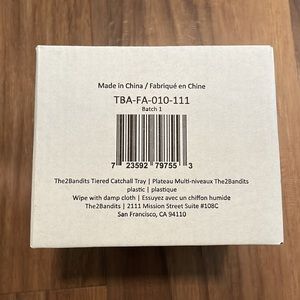 Made in China / Fabriqué en Chine
TBA-FA-010-111
Batch 1
7 23592 79755 3
The2Bandits Tiered Catchall Tray | Plateau Multi-niveaux The2Bandits
plastic | plastique
Wipe with damp cloth | Essuyez avec un chiffon humide
The2Bandits | 2111 Mission Street Suite #108C
San Francisco, CA 94110